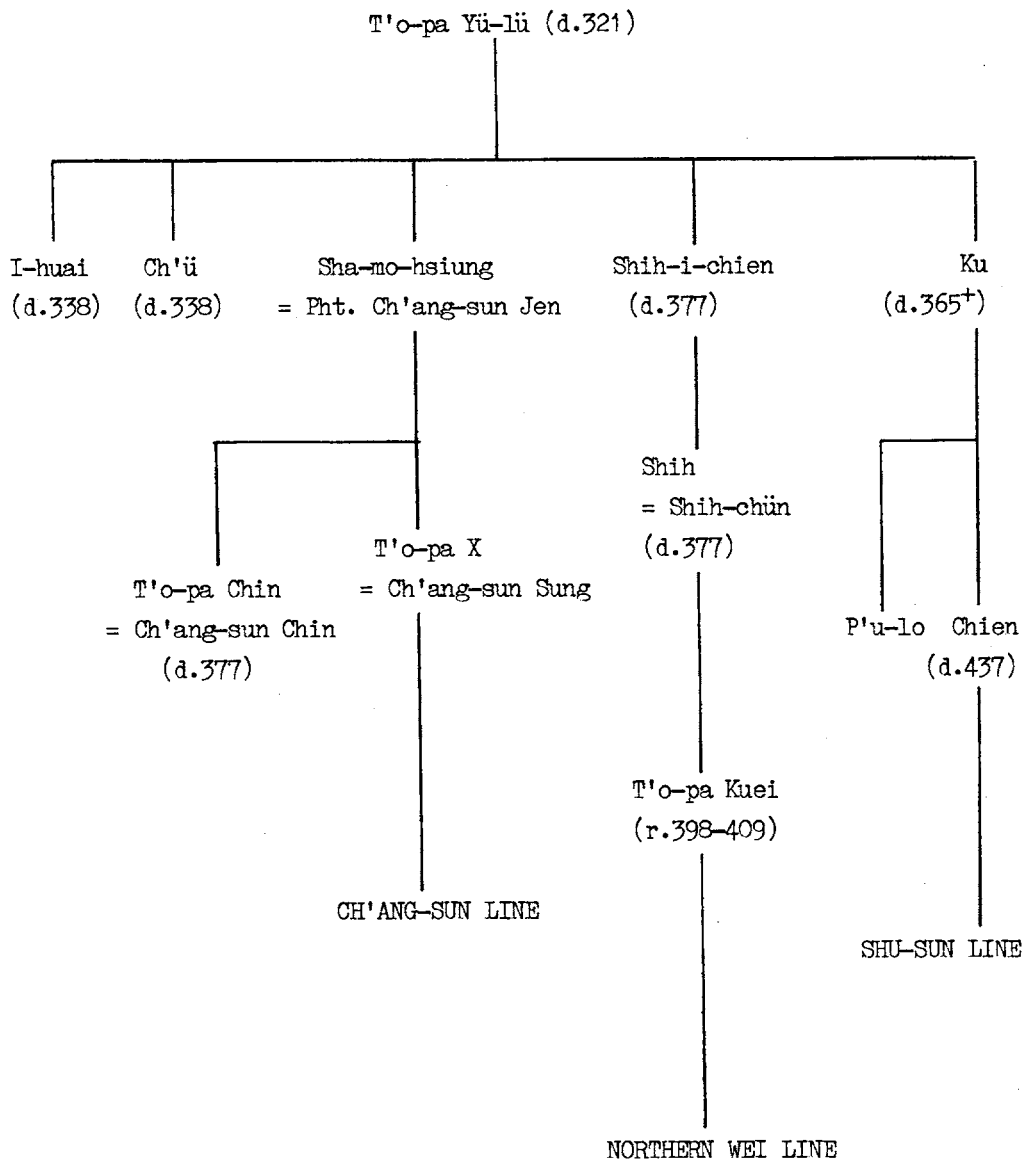 T'o-pa Yü-lü (d.321)
I-huai Ch'ü Sha-mo-hsiung Shih-i-chien Ku
(d.338) (d.338) = Pht. Ch'ang-sun Jen (d.377) (d.365+)
Shih
= Shih-chün
(d.377)
T'o-pa X
= Ch'ang-sun Sung
T'o-pa Chin
= Ch'ang-sun Chin
(d.377)
P'u-lo Chien
(d.437)
T'o-pa Kuei
(r.398-409)
CH'ANG-SUN LINE
SHU-SUN LINE
NORTHERN WEI LINE